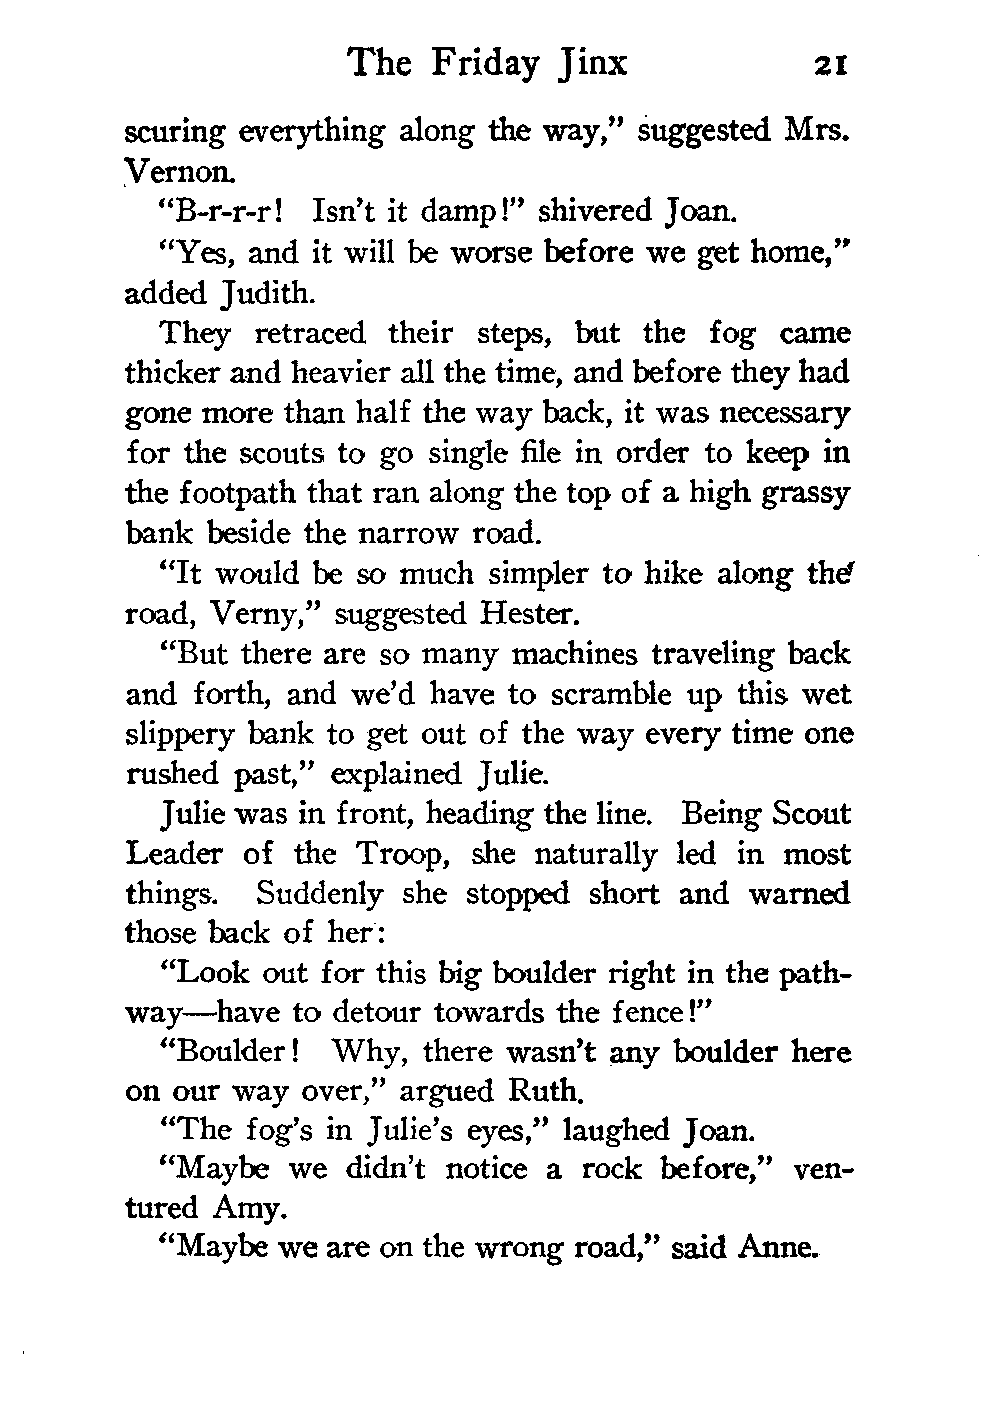 The Friday Jinx 21
scuring everything along the way,” suggested Mrs.
Vernon.
“B-r-r-r! Isn’t it damp!” shivered Joan.
“Yes, and it will be worse before we get home,”
added Judith.
They retraced their steps, but the fog came
thicker and heavier all the time, and before they had
gone more than half the way back, it was necessary
for the scouts to go single file in order to keep in
the footpath that ran along the top of a high grassy
bank beside the narrow road.
“It would be so much simpler to hike along the
road, Verny,” suggested Hester.
“But there are so many machines traveling back
and forth, and we’d have to scramble up this wet
slippery bank to get out of the way every time one
rushed past,” explained Julie.
Julie was in front, heading the line. Being Scout
Leader of the Troop, she naturally led in most
things. Suddenly she stopped short and warned
those back of her:
“Look out for this big boulder right in the path-
way—have to detour towards the fence!”
“Boulder! Why, there wasn’t any boulder here
on our way over,” argued Ruth.
“The fog’s in Julie’s eyes,” laughed Joan.
“Maybe we didn’t notice a rock before,” ven-
tured Amy.
“Maybe we are on the wrong road,” said Anne.